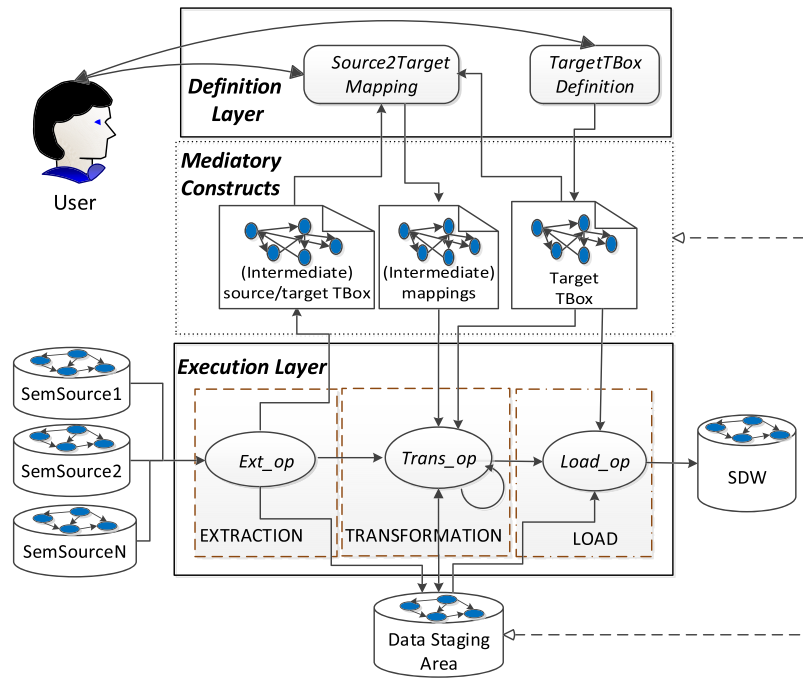 Source2Target
Mapping
TargetTBox
Definition
Definition
Layer
User
Mediatory
Constructs
(Intermediate)
source/target TBox
(Intermediate)
mappings
Target
TBox
Execution Layer
SemSource1
SemSource2
SemSourceN
Ext_op
Trans_op
Load_op
SDW
EXTRACTION
TRANSFORMATION
LOAD
Data Staging
Area